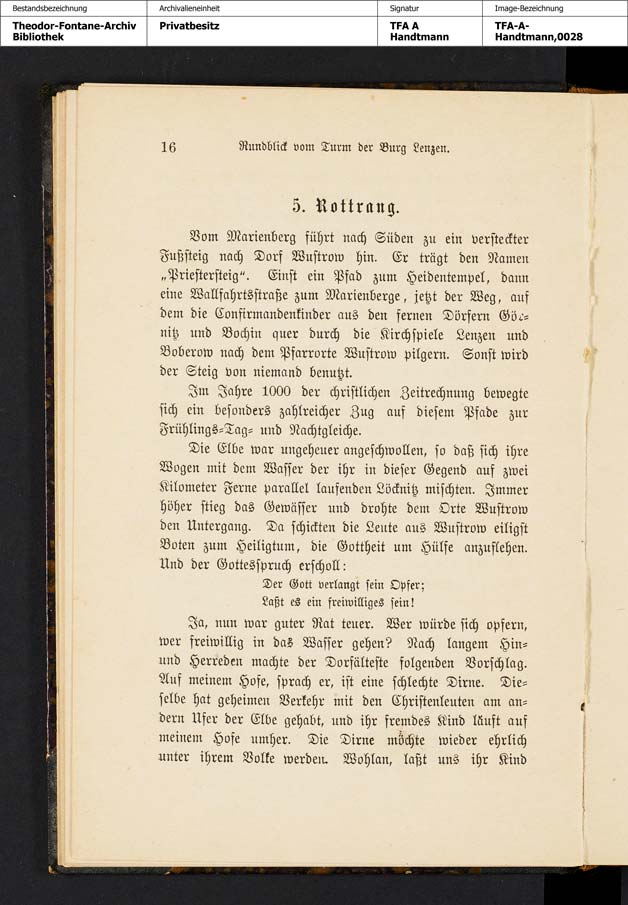 Bestandsbezeichnung
Theodor-Fontane-Archiv
Bibliothek
Archivalieneinheit
Privatbesitz
Signatur
TFA A
Handtmann
Image-Bezeichnung
TFA-A-
Handtmann,0028
16 Rundblick vom Turm der Burg Lenzen.
5. Rottrang.
Vom Marienberg führt nach Süden zu ein versteckter
Fußsteig nach Dorf Wustrow hin. Er trägt den Namen
„Priestersteig“. Einst ein Pfad zum Heidentempel, dann
eine Wallfahrtsstraße zum Marienberge, jetzt der Weg, auf
dem die Confirmandenkinder aus den fernen Dörfern
nitz und Bochin quer durch die Kirchspiele Lenzen und
Boberow nach dem Pfarrorte Wustrow pilgern. Sonst wird
der Steig von niemand benutzt.
Im Jahre 1000 der christlichen Zeitrechnung bewegte
sich ein besonders zahlreicher Zug auf diesem Pfade zur
Frühlings-Tag- und Nachtgleiche.
Die Elbe war ungeheuer angeschwollen, so daß sich ihre
Wogen mit dem Wasser der ihr in dieser Gegend auf zwei
Kilometer Ferne parallel laufenden Löcknitz mischten. Immer
höher stieg das Gewässer und drohte dem Orte Wustrow
den Untergang. Da schickten die Leute aus Wustrow eiligst
Boten zum Heiligtum, die Gottheit um Hülfe anzuflehen.
Und der Gottesspruch erscholl:
Der Gott verlangt sein Opfer;
Laßt es ein freiwilliges sein!
Ja, nun war guter Rat teuer. Wer würde sich opfern,
wer freiwillig in das Wasser gehen? Nach langem Hin-
und Herreden machte der Dorfälteste folgenden Vorschlag.
Auf meinem Hofe, sprach er, ist eine schlechte Dirne. Die-
selbe hat geheimen Verkehr mit den Christenleuten am an-
dern Ufer der Elbe gehabt, und ihr fremdes Kind läuft auf
meinem Hofe umher. Die Dirne möchte wieder ehrlich
unter ihrem Volke werden. Wohlan, laßt uns ihr Kind